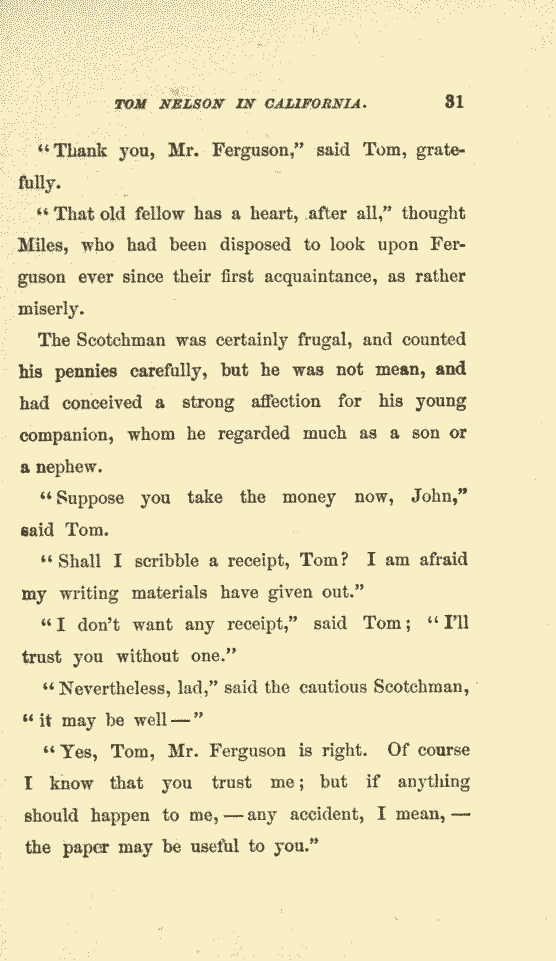 TOM NELSON IN CALIFORNIA. 31
“Thank you, Mr. Ferguson,” said Tom, grate-
fully.
“That old fellow has a heart, after all,” thought
Miles, who had been disposed to look upon Fer-
guson ever since their first acquaintance, as rather
miserly.
The Scotchman was certainly frugal, and counted
his pennies carefully, but he was not mean, and
had conceived a strong affection for his young
companion, whom he regarded much as a son or
a nephew.
“Suppose you take the money now, John,”
said Tom.
“Shall I scribble a receipt, Tom? I am afraid
my writing materials have given out.”
“I don’t want any receipt,” said Tom; “I’ll
trust you without one.”
“Nevertheless, lad,” said the cautious Scotchman,
“it may be well—”
“Yes, Tom, Mr. Ferguson is right. Of course
I know that you trust me; but if anything
should happen to me,—any accident, I mean,—
the paper may be useful to you.”